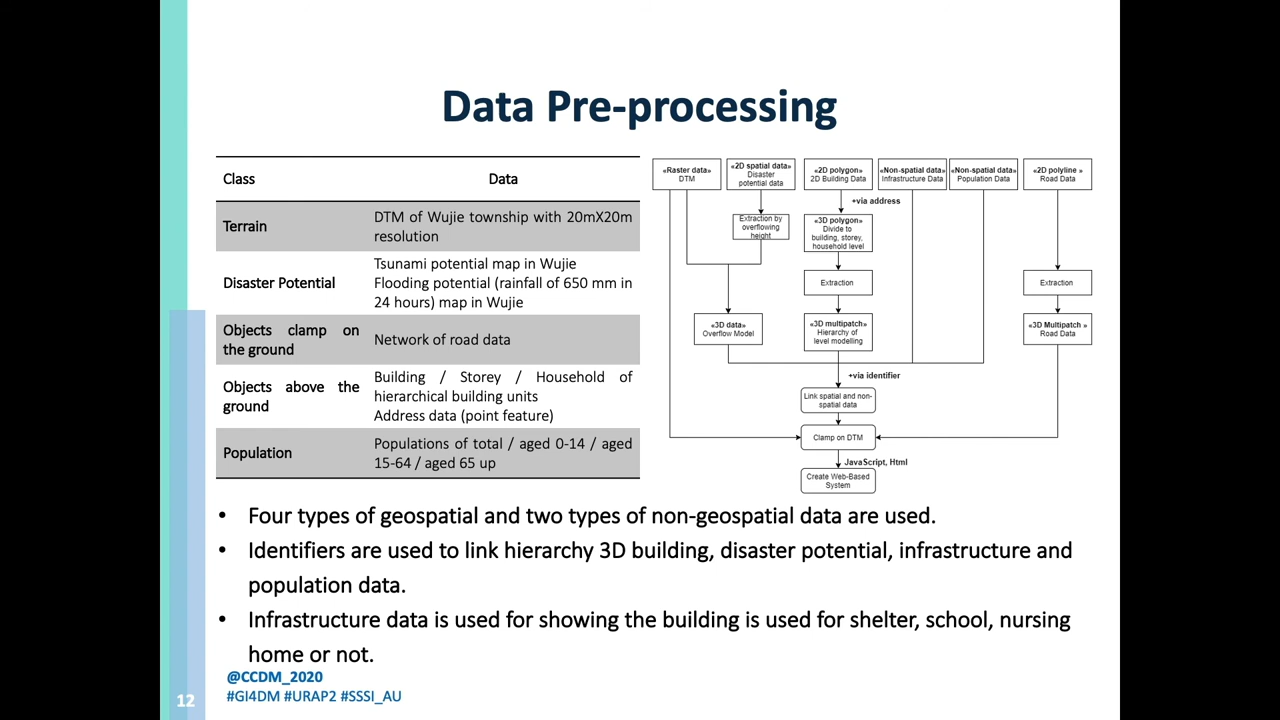 Data Pre-processing
Class Data
Terrain
DTM of Wujie township with 20mX20m
resolution
Disaster Potential
Tsunami potential map in Wujie
Flooding potential (rainfall of 650 mm in
24 hours) map in Wujie
Objects clamp on
the ground
Network of road data
Objects above the
ground
Building / Storey / Household of
hierarchical building units
Address data (point feature)
Population
Populations of total / aged 0-14 / aged
15-64 / aged 65 up
«Raster data»
DTM
«2D spatial data»
Disaster
potential data
«2D polygon»
2D Building Data
«Non-spatial data»
Infrastructure Data
«Non-spatial data»
Population Data
«2D polyline »
Road Data
+via address
Extraction by
overflowing
height
«3D polygon»
Divide to
building, storey,
household level
Extraction
Extraction
«3D data»
Overflow Model
«3D multipatch»
Hierarchy of
level modelling
«3D Multipatch »
Road Data
+via identifier
Link spatial and non-
spatial data
Clamp on DTM
JavaScript, Html
Create Web-Based
System
• Four types of geospatial and two types of non-geospatial data are used.
• Identifiers are used to link hierarchy 3D building, disaster potential, infrastructure and
population data.
• Infrastructure data is used for showing the building is used for shelter, school, nursing
home or not.
@CCDM_2020
#GI4DM #URAP2 #SSSI_AU
12